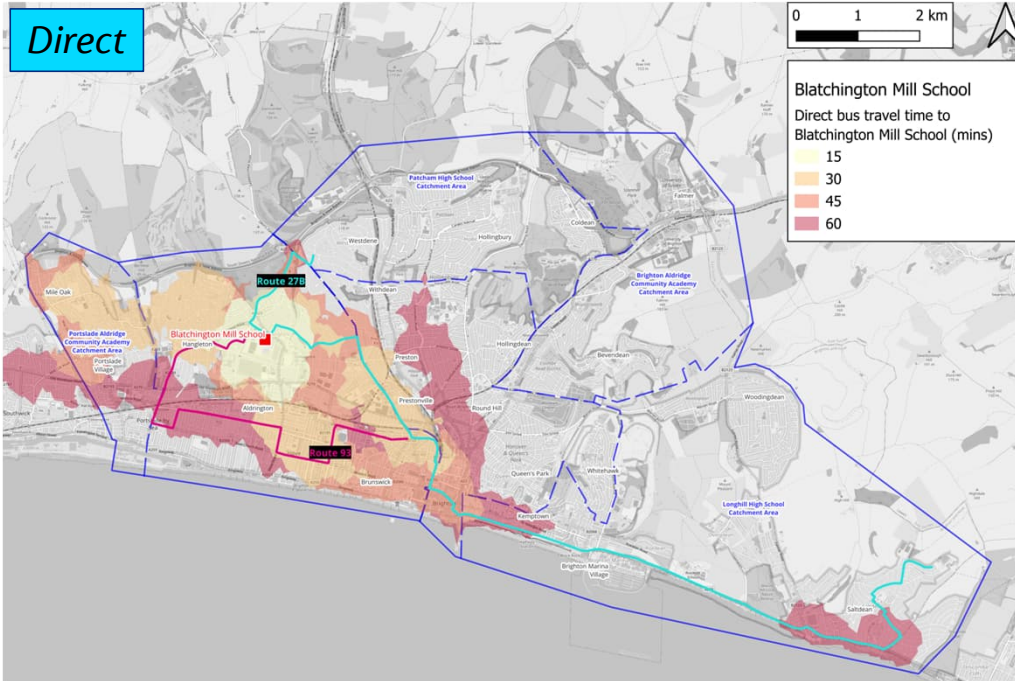 Direct
0 1 2 km
Blatchington Mill School
Direct bus travel time to
Blatchington Mill School (mins)
15
30
45
60
Patcham High School
Catchment Area
Falmer
Coldean
Westdene
Hollingbury
Withdean
Route 27B
Brighton Aldridge
Community Academy
Catchment Area
Mile Oak
Portslade Aldridge
Community Academy
Catchment Area
Portslade
Village
Blatchington Mill School
Hangleton
Hollingdean
Bevendean
Preston
Prestonville
Round Hill
Woodingdean
Southwick
Aldrington
Route 93
Brunswick
Queen's Park
Whitehawk
Kemptown
Longhill High School
Catchment Area
Brighton Marina
Village
Saltdean